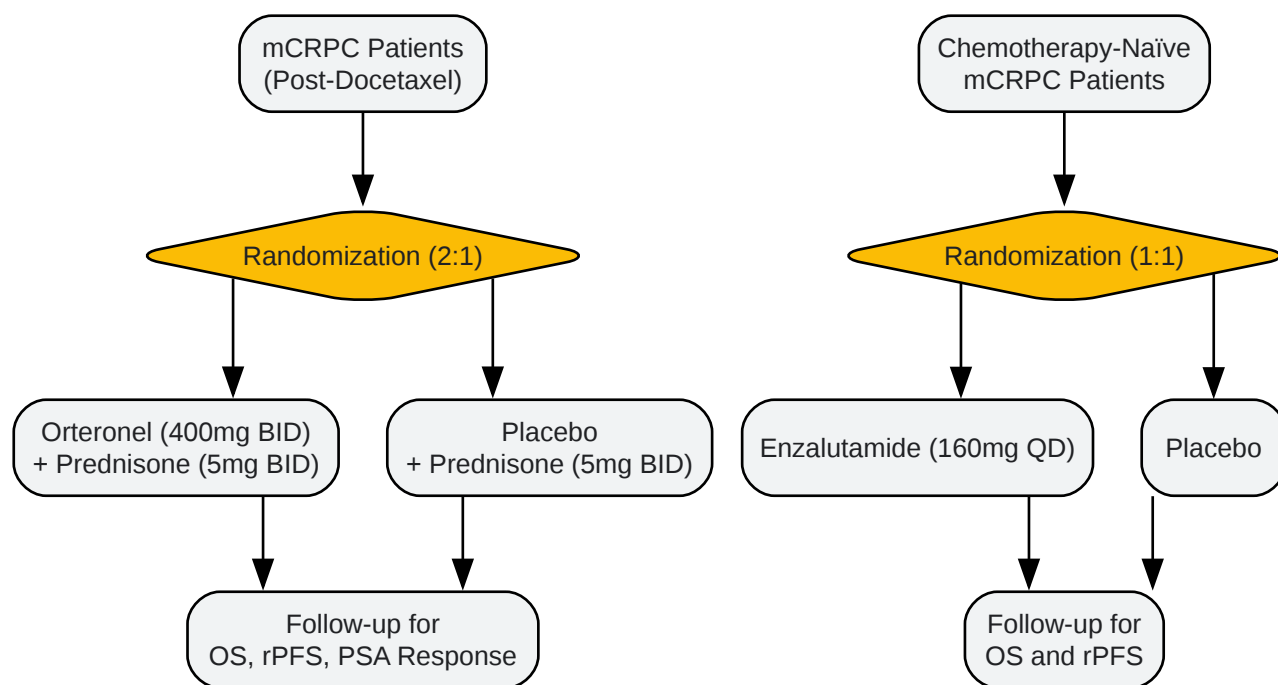 mCRPC Patients
(Post-Docetaxel)
Randomization (2:1)
Orteronel (400mg BID)
+ Prednisone (5mg BID)
Placebo
+ Prednisone (5mg BID)
Follow-up for
OS, rPFS, PSA Response
Chemotherapy-Naïve
mCRPC Patients
Randomization (1:1)
Enzalutamide (160mg QD)
Placebo
Follow-up for
OS and rPFS